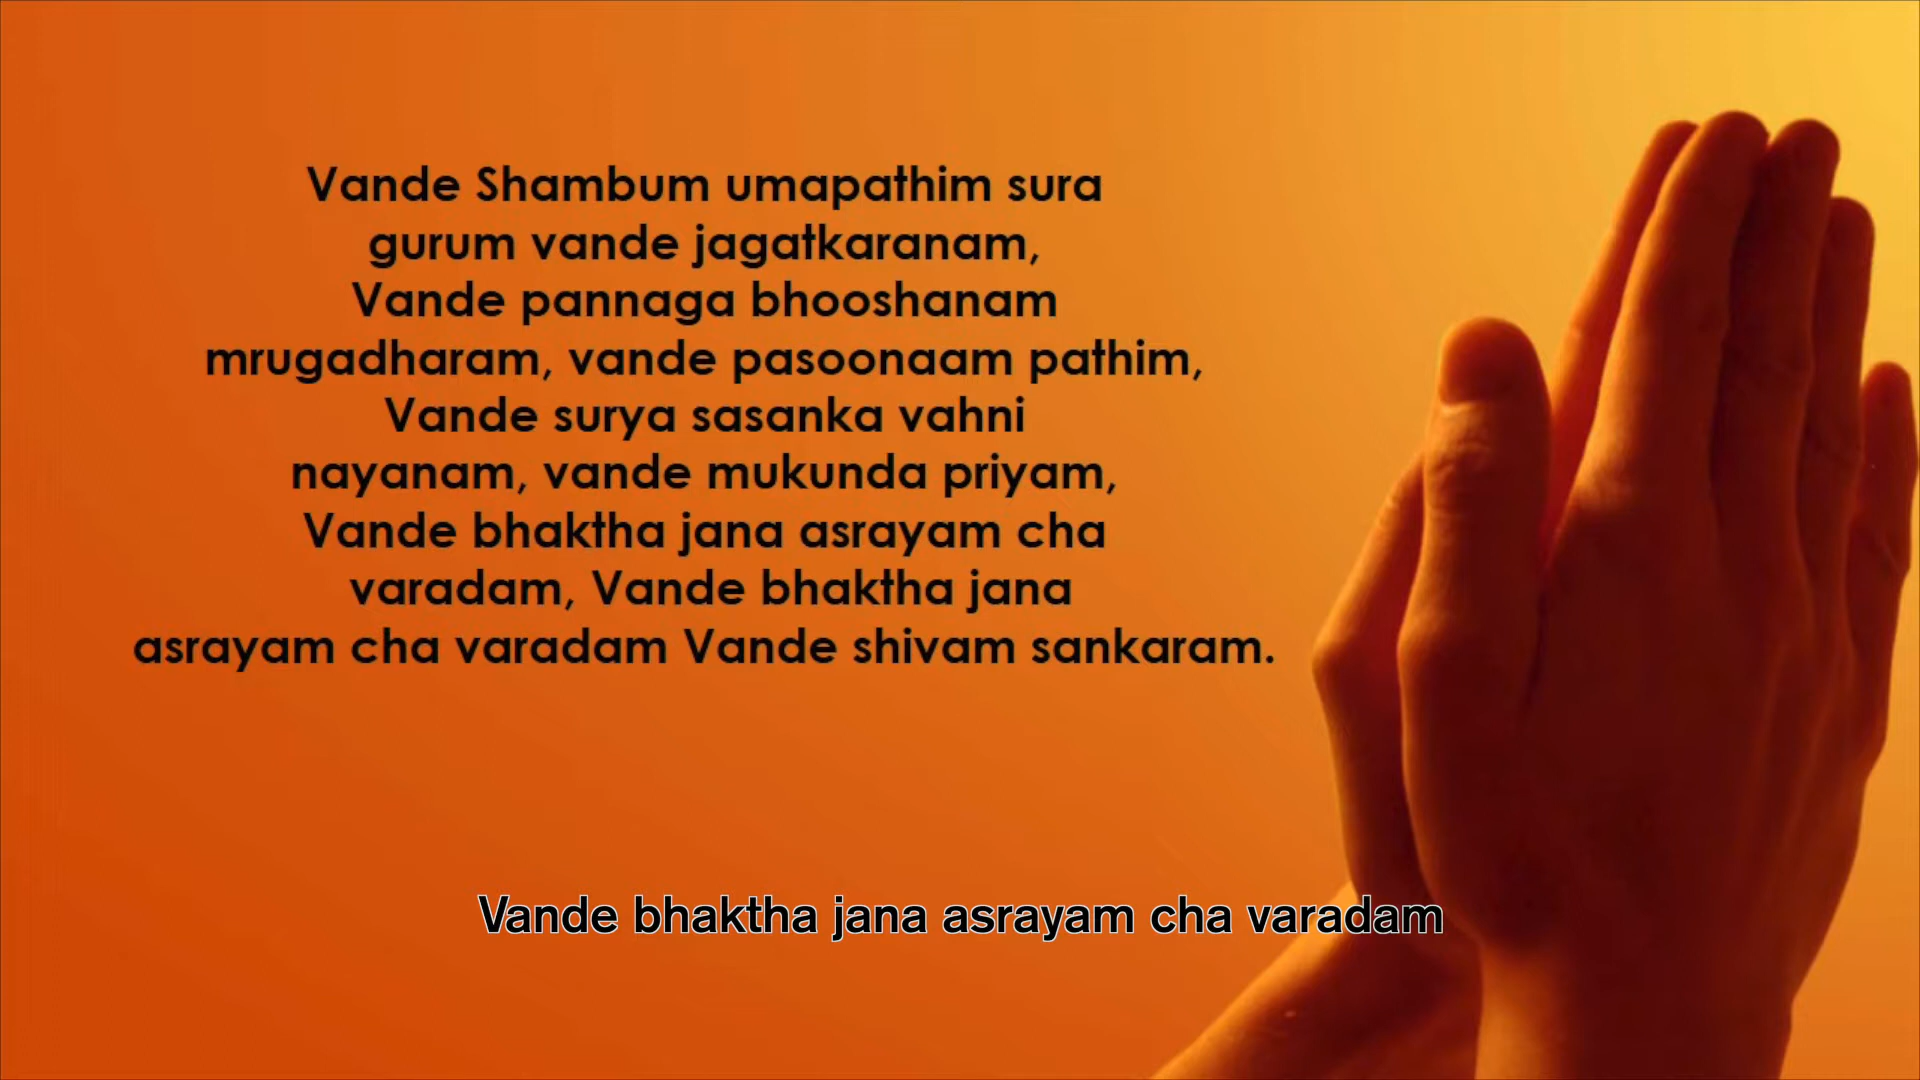 Vande Shambum umapathim sura
gurum vande jagatkaranam,
Vande pannaga bhooshanam
mrugadharam, vande pasoonaam pathim,
Vande surya sasanka vahni
nayanam, vande mukunda priyam,
Vande bhaktha jana asrayam cha
varadam, Vande bhaktha jana
asrayam cha varadam Vande shivam sankaram.
Vande bhaktha jana asrayam cha varadam